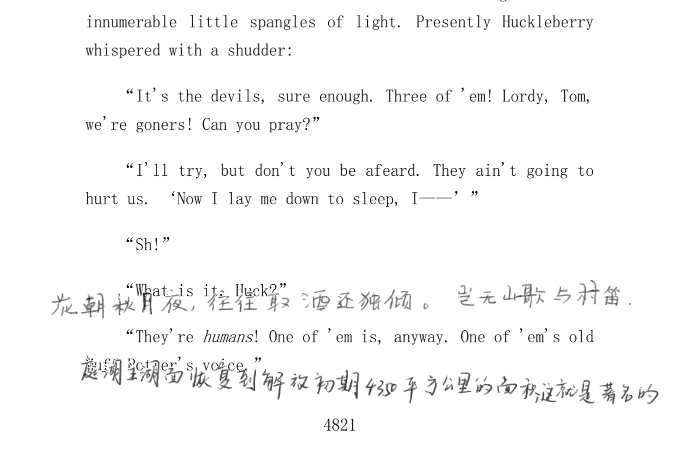 innumerable little spangles of light. Presently Huckleberry
whispered with a shudder:
“It's the devils, sure enough. Three of 'em! Lordy, Tom,
we're goners! Can you pray?”
“I'll try, but don't you be afeard. They ain't going to
hurt us. ‘Now I lay me down to sleep, I——’ ”
“Sh!”
“What is it, Huck?”
花朝秋月夜,往往取酒还独倾。岂无山歌与村笛.
“They're humans! One of 'em is, anyway. One of 'em's old
Muff Potter's voice.”
湖面恢复到解放初期4350平方公里的面积,这就是著名的
4821